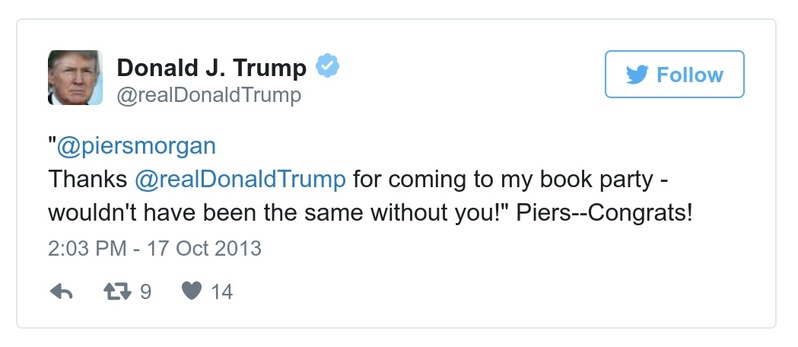 Donald J. Trump
@realDonaldTrump
Follow
"@piersmorgan
Thanks @realDonaldTrump for coming to my book party -
wouldn't have been the same without you!" Piers--Congrats!
2:03 PM - 17 Oct 2013
9 14